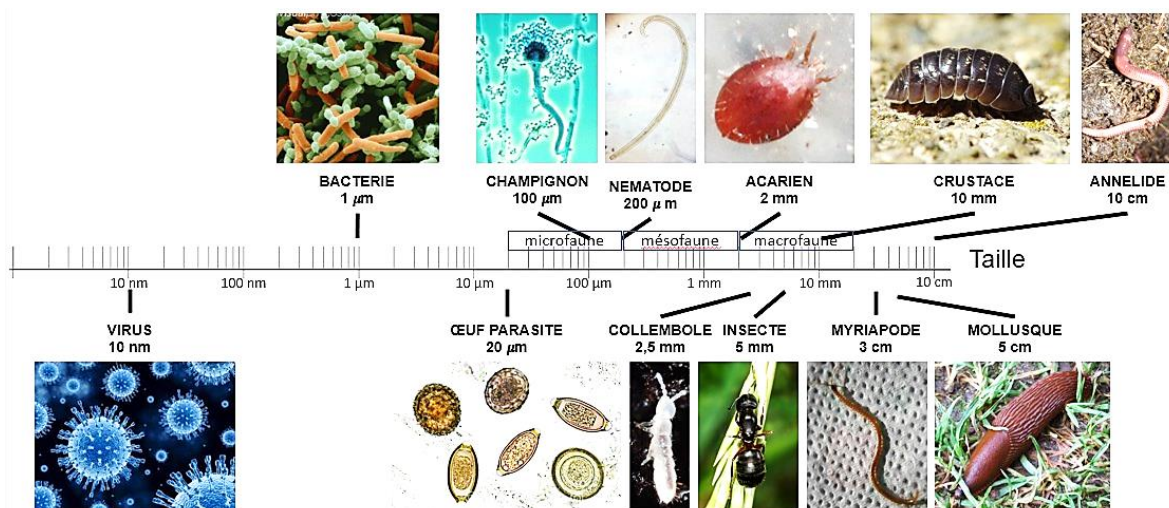 BACTERIE
1 µm
CHAMPIGNON
100 µm
NEMATODE
200 µ m
ACARIEN
2 mm
CRUSTACE
10 mm
ANNELIDE
10 cm
microfaune
mésofaune
macrofaune
Taille
10 nm
100 nm
1 µm
10 µm
100 µm
1 mm
10 mm
10 cm
VIRUS
10 nm
ŒUF PARASITE
20 µm
COLLEMBOLE
2,5 mm
INSECTE
5 mm
MYRIAPODE
3 cm
MOLLUSQUE
5 cm